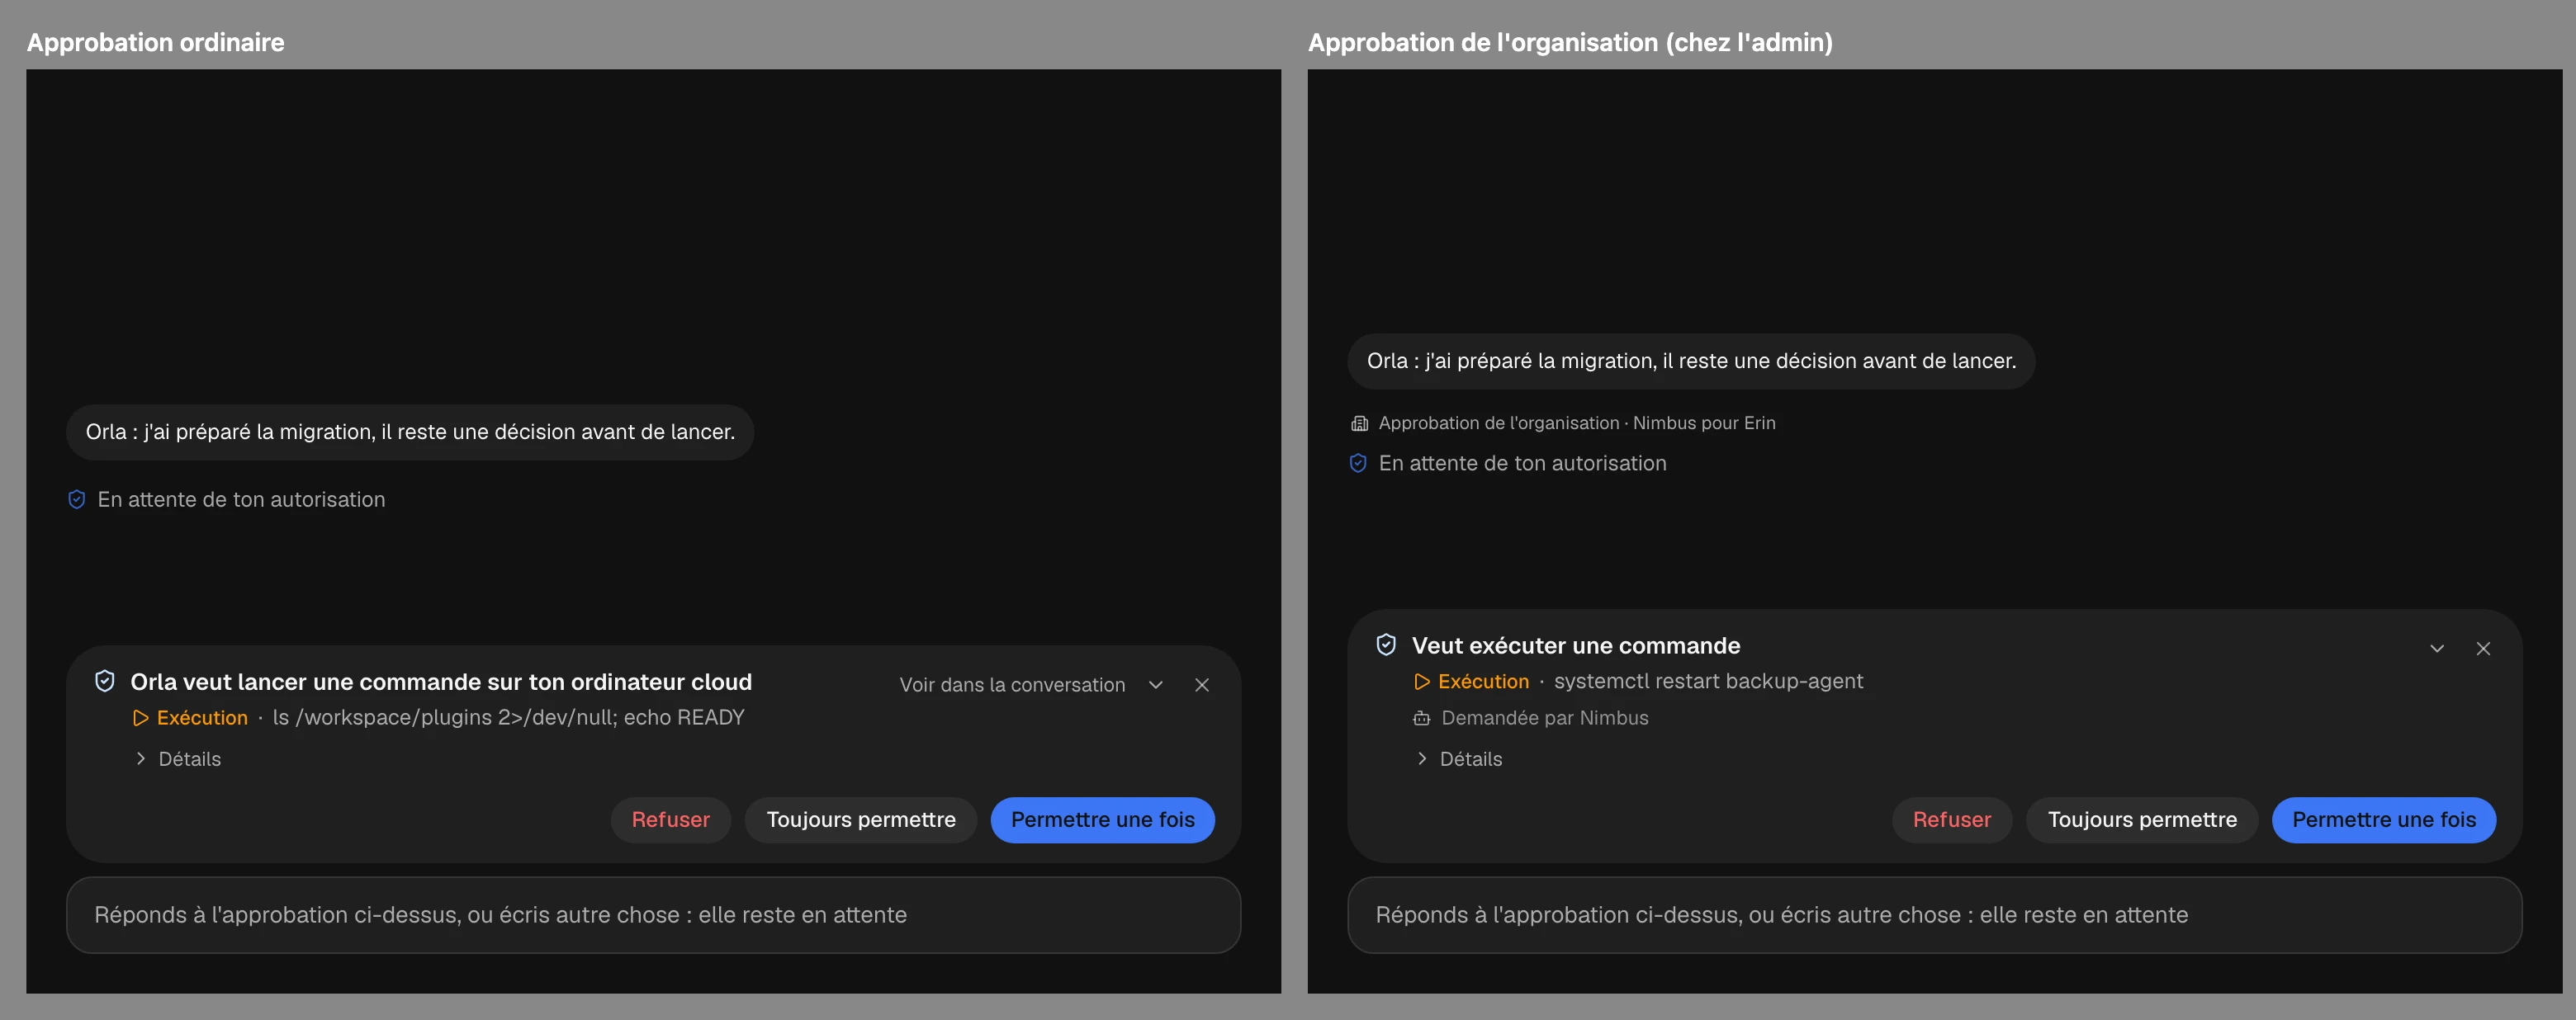 Approbation ordinaire
Orla : j'ai préparé la migration, il reste une décision avant de lancer.
En attente de ton autorisation
Orla veut lancer une commande sur ton ordinateur cloud
Voir dans la conversation
Exécution · ls /workspace/plugins 2>/dev/null; echo READY
Détails
Refuser
Toujours permettre
Permettre une fois
Réponds à l'approbation ci-dessus, ou écris autre chose : elle reste en attente
Approbation de l'organisation (chez l'admin)
Orla : j'ai préparé la migration, il reste une décision avant de lancer.
Approbation de l'organisation · Nimbus pour Erin
En attente de ton autorisation
Veut exécuter une commande
Exécution · systemctl restart backup-agent
Demandée par Nimbus
Détails
Refuser
Toujours permettre
Permettre une fois
Réponds à l'approbation ci-dessus, ou écris autre chose : elle reste en attente